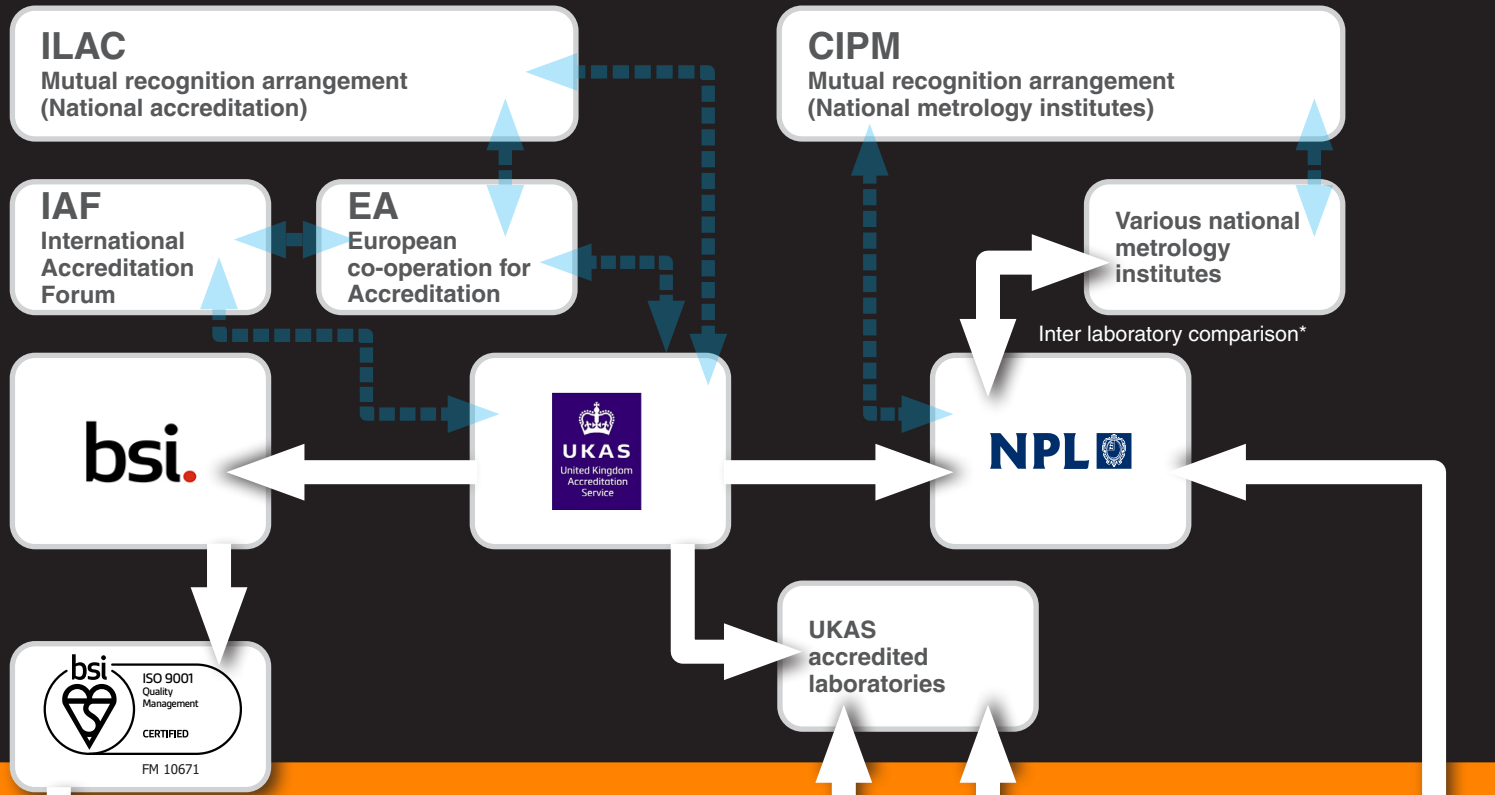 ILAC
Mutual recognition arrangement
(National accreditation)
CIPM
Mutual recognition arrangement
(National metrology institutes)
IAF
International
Accreditation
Forum
EA
European
co-operation for
Accreditation
Various national
metrology
institutes
Inter laboratory comparison*
bsi.
UKAS
United Kingdom
Accreditation
Service
NPL
UKAS
accredited
laboratories
bsi
ISO 9001
Quality
Management
CERTIFIED
FM 10671